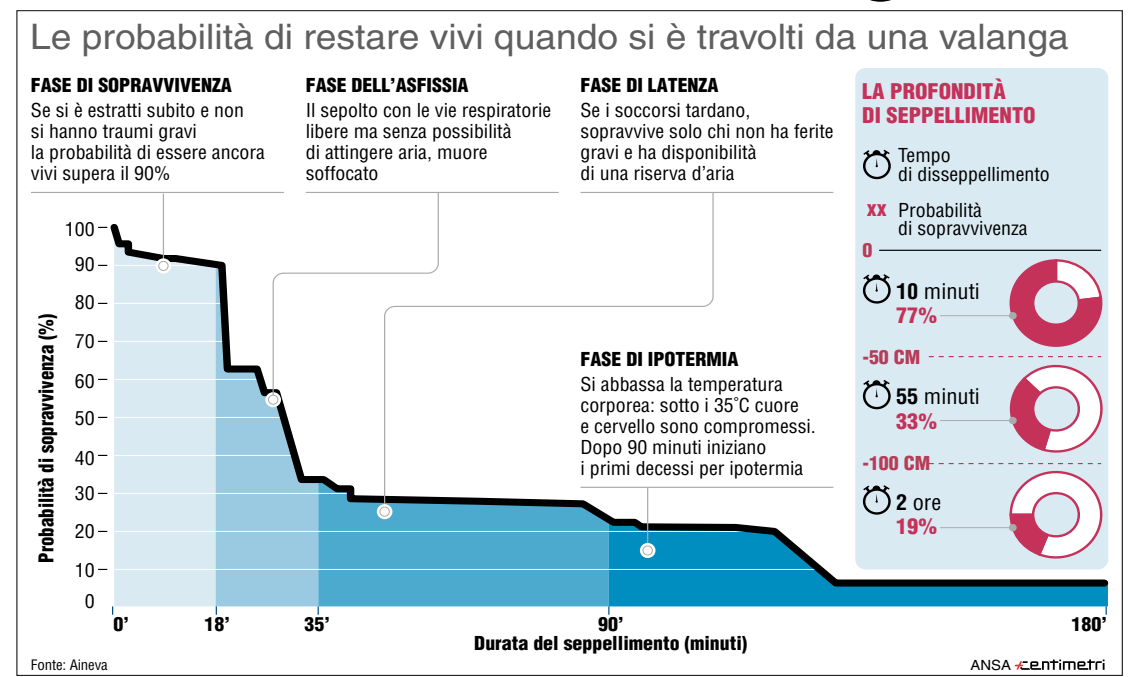 Le probabilità di restare vivi quando si è travolti da una valanga
FASE DI SOPRAVVIVENZA
Se si è estratti subito e non
si hanno traumi gravi
la probabilità di essere ancora
vivi supera il 90%
FASE DELL'ASFISSIA
Il sepolto con le vie respiratorie
libere ma senza possibilità
di attingere aria, muore
soffocato
FASE DI LATENZA
Se i soccorsi tardano,
sopravvive solo chi non ha ferite
gravi e ha disponibilità
di una riserva d'aria
FASE DI IPOTERMIA
Si abbassa la temperatura
corporea: sotto i 35˚C cuore
e cervello sono compromessi.
Dopo 90 minuti iniziano
i primi decessi per ipotermia
Probabilità di sopravvivenza (%)
100
90
80
70
60
50
40
30
20
10
0
0' 18' 35' 90' 180'
Durata del seppellimento (minuti)
LA PROFONDITÀ
DI SEPPELLIMENTO
Tempo
di disseppellimento
XX Probabilità
di sopravvivenza
0
10 minuti
77%
-50 CM
55 minuti
33%
-100 CM
2 ore
19%
Fonte: Aineva
ANSA centimetri